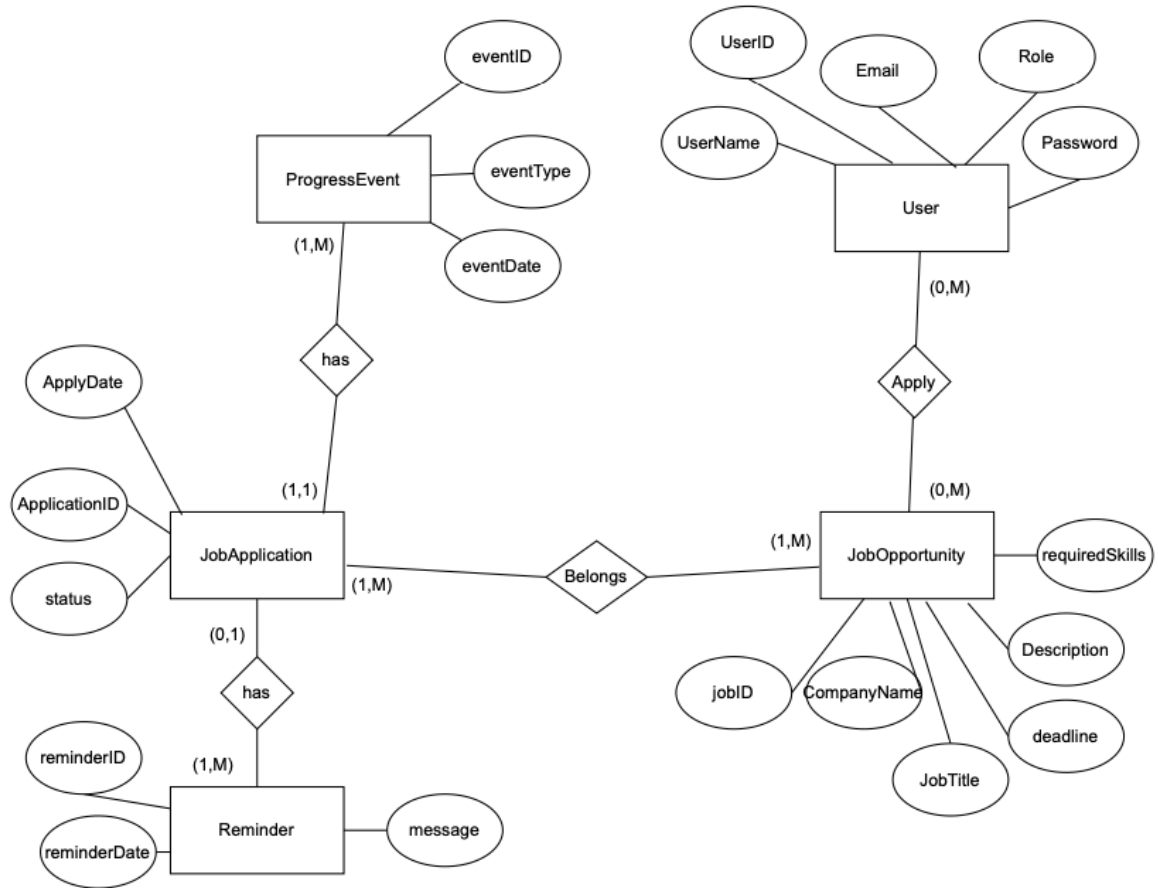 eventID
ProgressEvent
eventType
eventDate
(1,M)
has
(1,1)
UserID
Email
Role
UserName
Password
User
(0,M)
Apply
(0,M)
ApplyDate
ApplicationID
status
JobApplication
(1,M)
Belongs
(1,M)
JobOpportunity
requiredSkills
Description
deadline
JobTitle
CompanyName
jobID
(0,1)
has
(1,M)
reminderID
reminderDate
Reminder
message